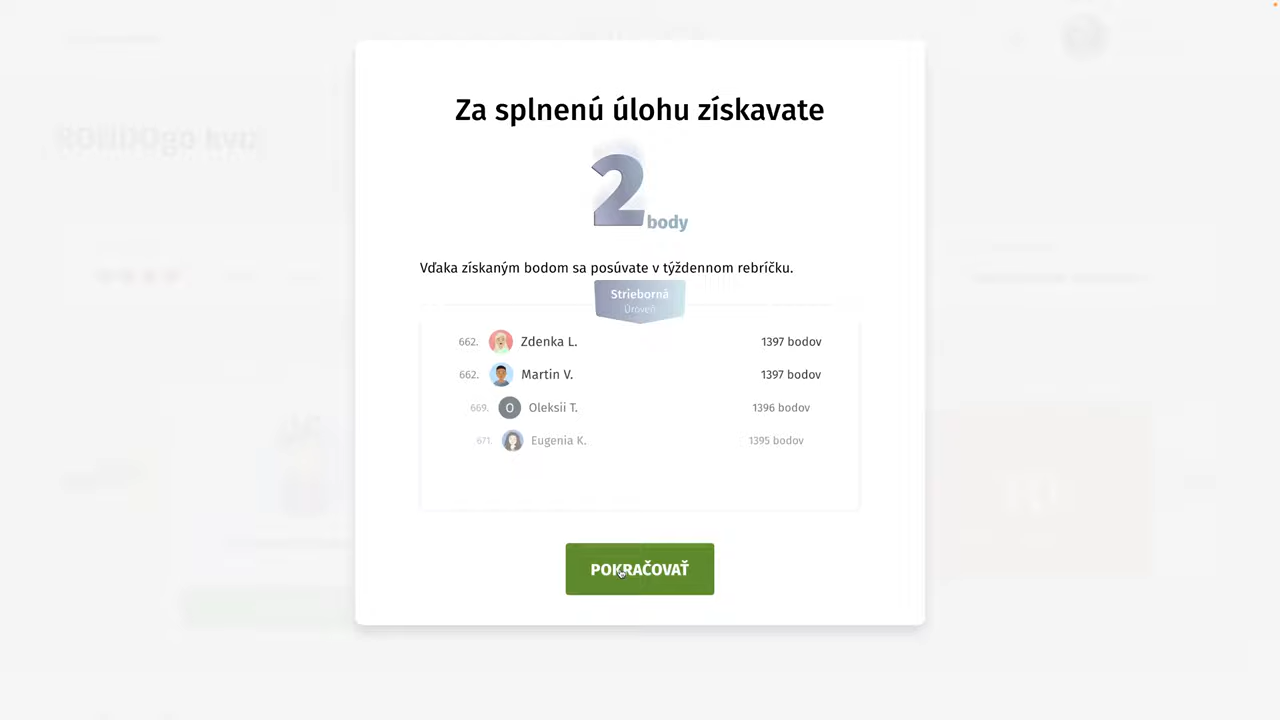 Za splnenú úlohu získavate
2 body
Vďaka získaným bodom sa posúvate v týždennom rebríčku.
Strieborná
Úroveň
662. Zdenka L. 1397 bodov
662. Martin V. 1397 bodov
669. O Oleksii T. 1396 bodov
671. Eugenia K. 1395 bodov
POKRAČOVAŤ